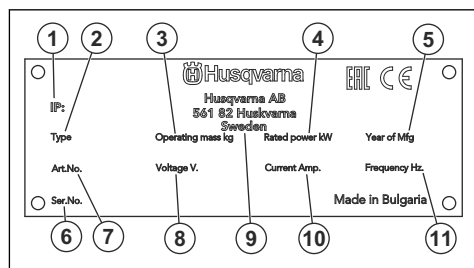 1 2 3 4 5
Husqvarna EAC CE
IP:
Husqvarna AB
561 82 Huskvarna
Sweden
Type Operating mass kg Rated power kW Year of Mfg
Art.No. Voltage V. Current Amp. Frequency Hz.
Ser.No. Made in Bulgaria
6 7 8 9 10 11